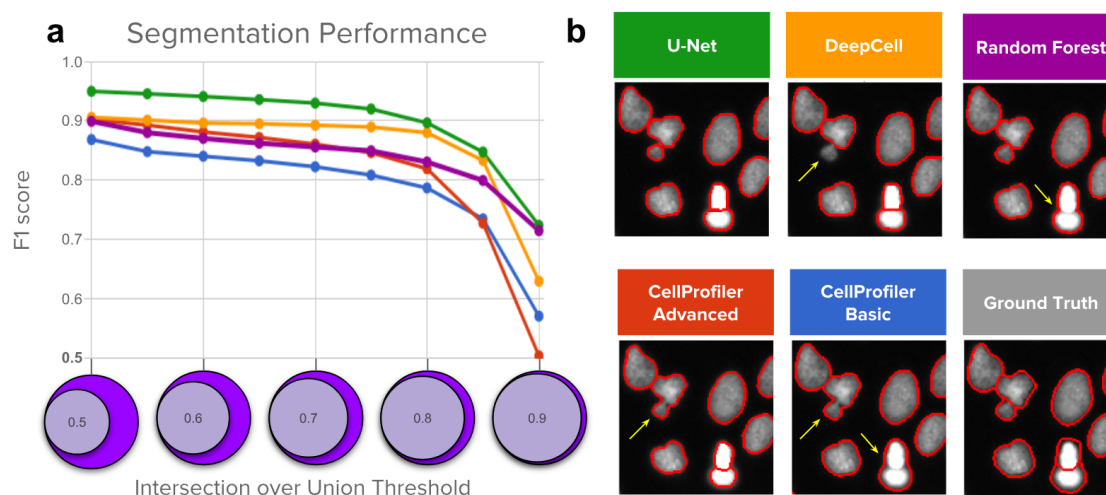 a
Segmentation Performance
1.0
0.9
0.8
0.7
0.6
0.5
F1 score
0.5
0.6
0.7
0.8
0.9
Intersection over Union Threshold
b
U-Net
DeepCell
Random Forest
CellProfiler
Advanced
CellProfiler
Basic
Ground Truth